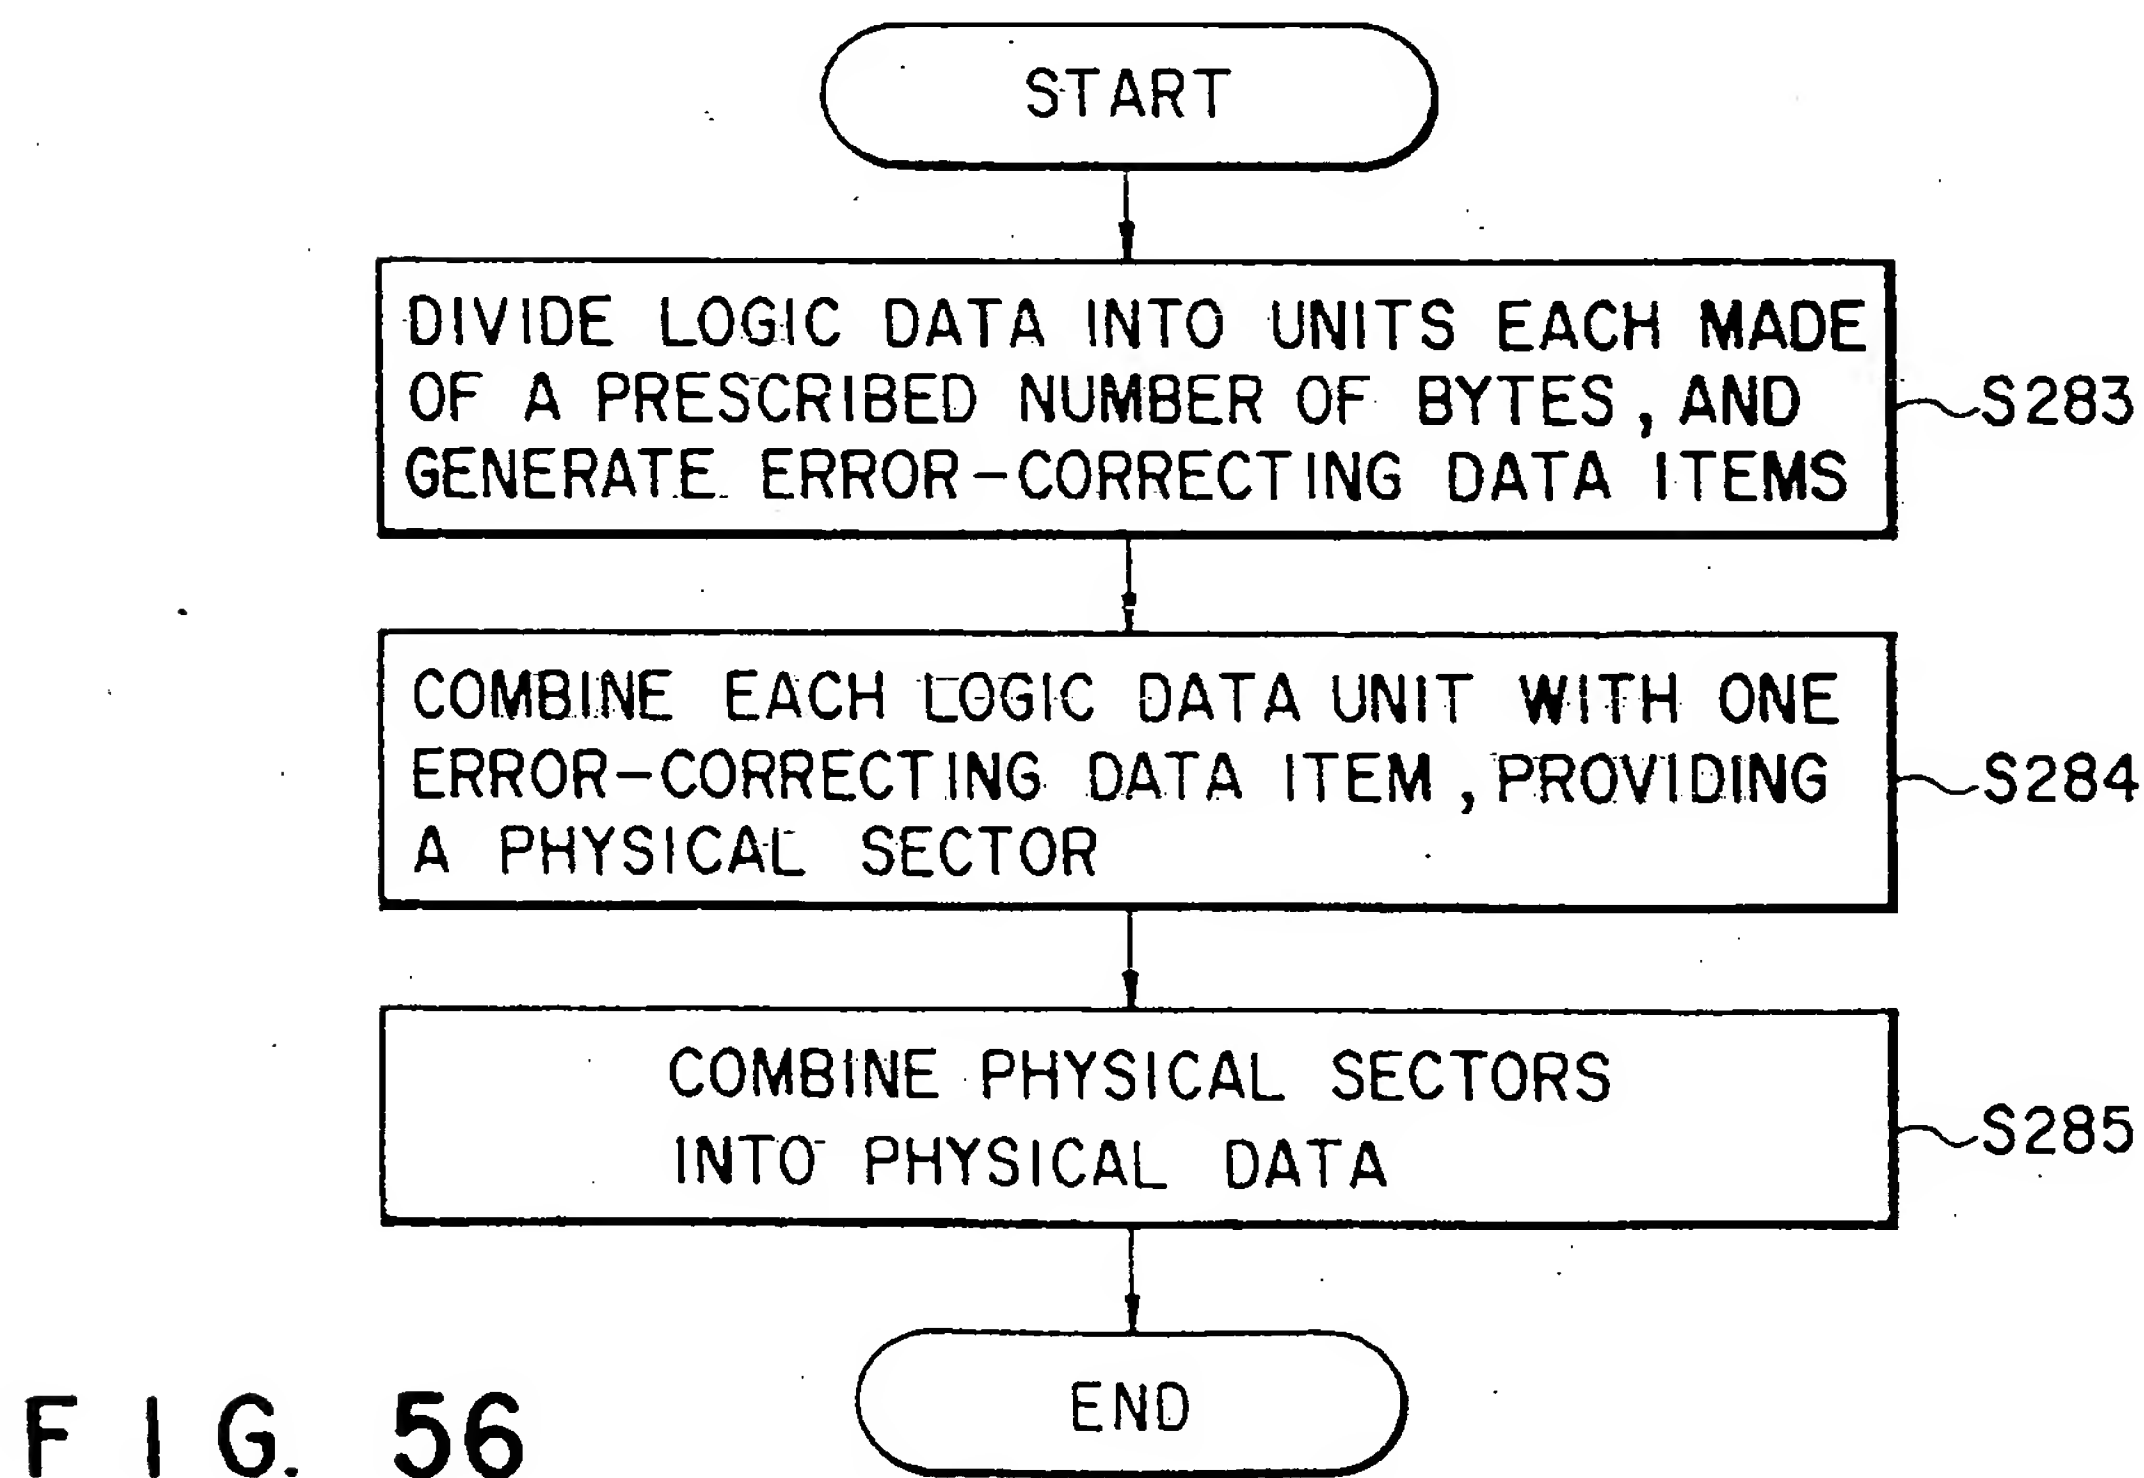 START
DIVIDE LOGIC DATA INTO UNITS EACH MADE
OF A PRESCRIBED NUMBER OF BYTES, AND
GENERATE ERROR-CORRECTING DATA ITEMS
S283
COMBINE EACH LOGIC DATA UNIT WITH ONE
ERROR-CORRECTING DATA ITEM, PROVIDING
A PHYSICAL SECTOR
S284
COMBINE PHYSICAL SECTORS
INTO PHYSICAL DATA
S285
END
FIG. 56